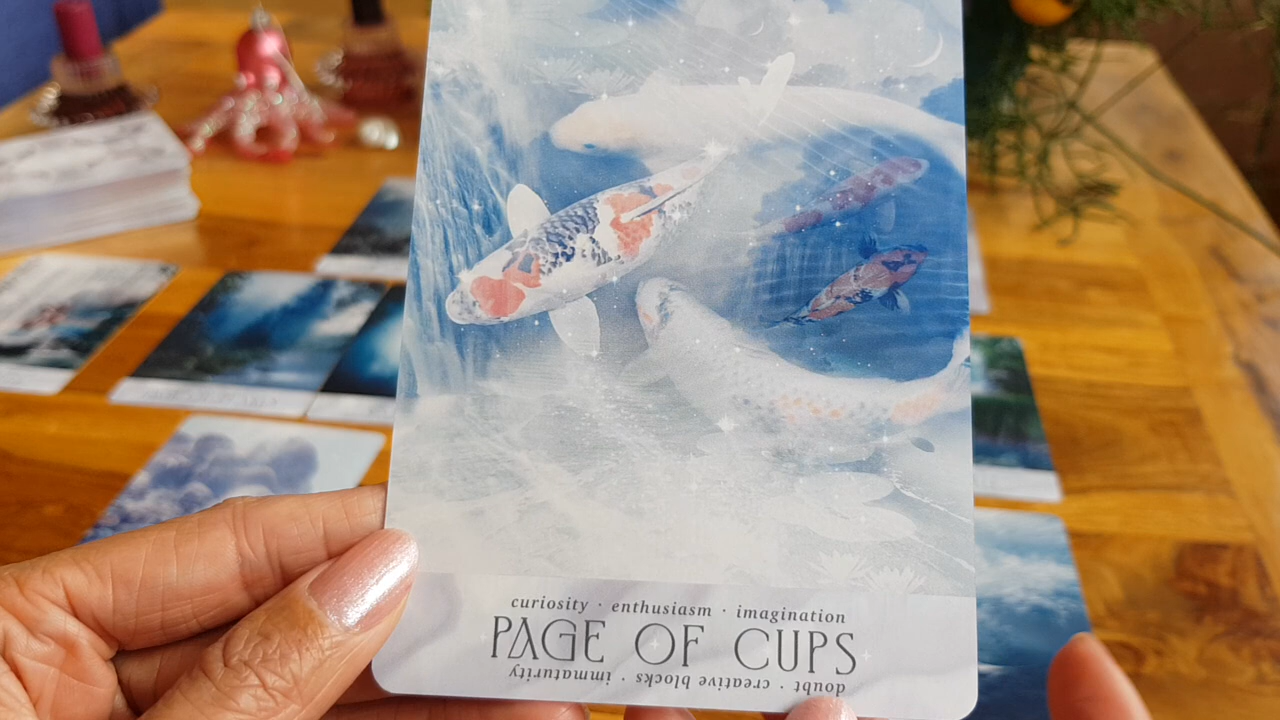 curiosity · enthusiasm · imagination
PAGE OF CUPS
doubt · creative blocks · immaturity